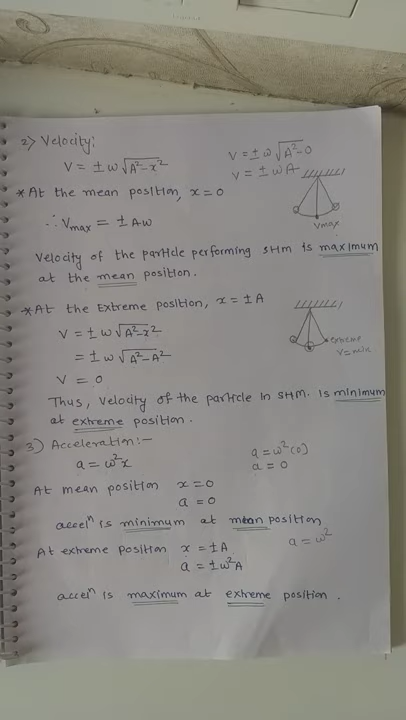 2) Velocity:
V = ± ω √A²-x²
V = ± ω √A²-0
V = ± ω A
* At the mean position, x = 0
∴ Vmax = ± Aω
Vmax
Velocity of the particle performing SHM is maximum
at the mean position.
* At the Extreme position, x = ± A
V = ± ω √A²-x²
= ± ω √A²-A²
V = 0
extreme
V=min
Thus, velocity of the particle in SHM. is minimum
at extreme position.
3) Acceleration:-
a = ω²x
a = ω²(0)
a = 0
At mean position x = 0
a = 0
accelⁿ is minimum at mean position
At extreme position x = ± A
a = ± ω²A
a = ω²
accelⁿ is maximum at extreme position.